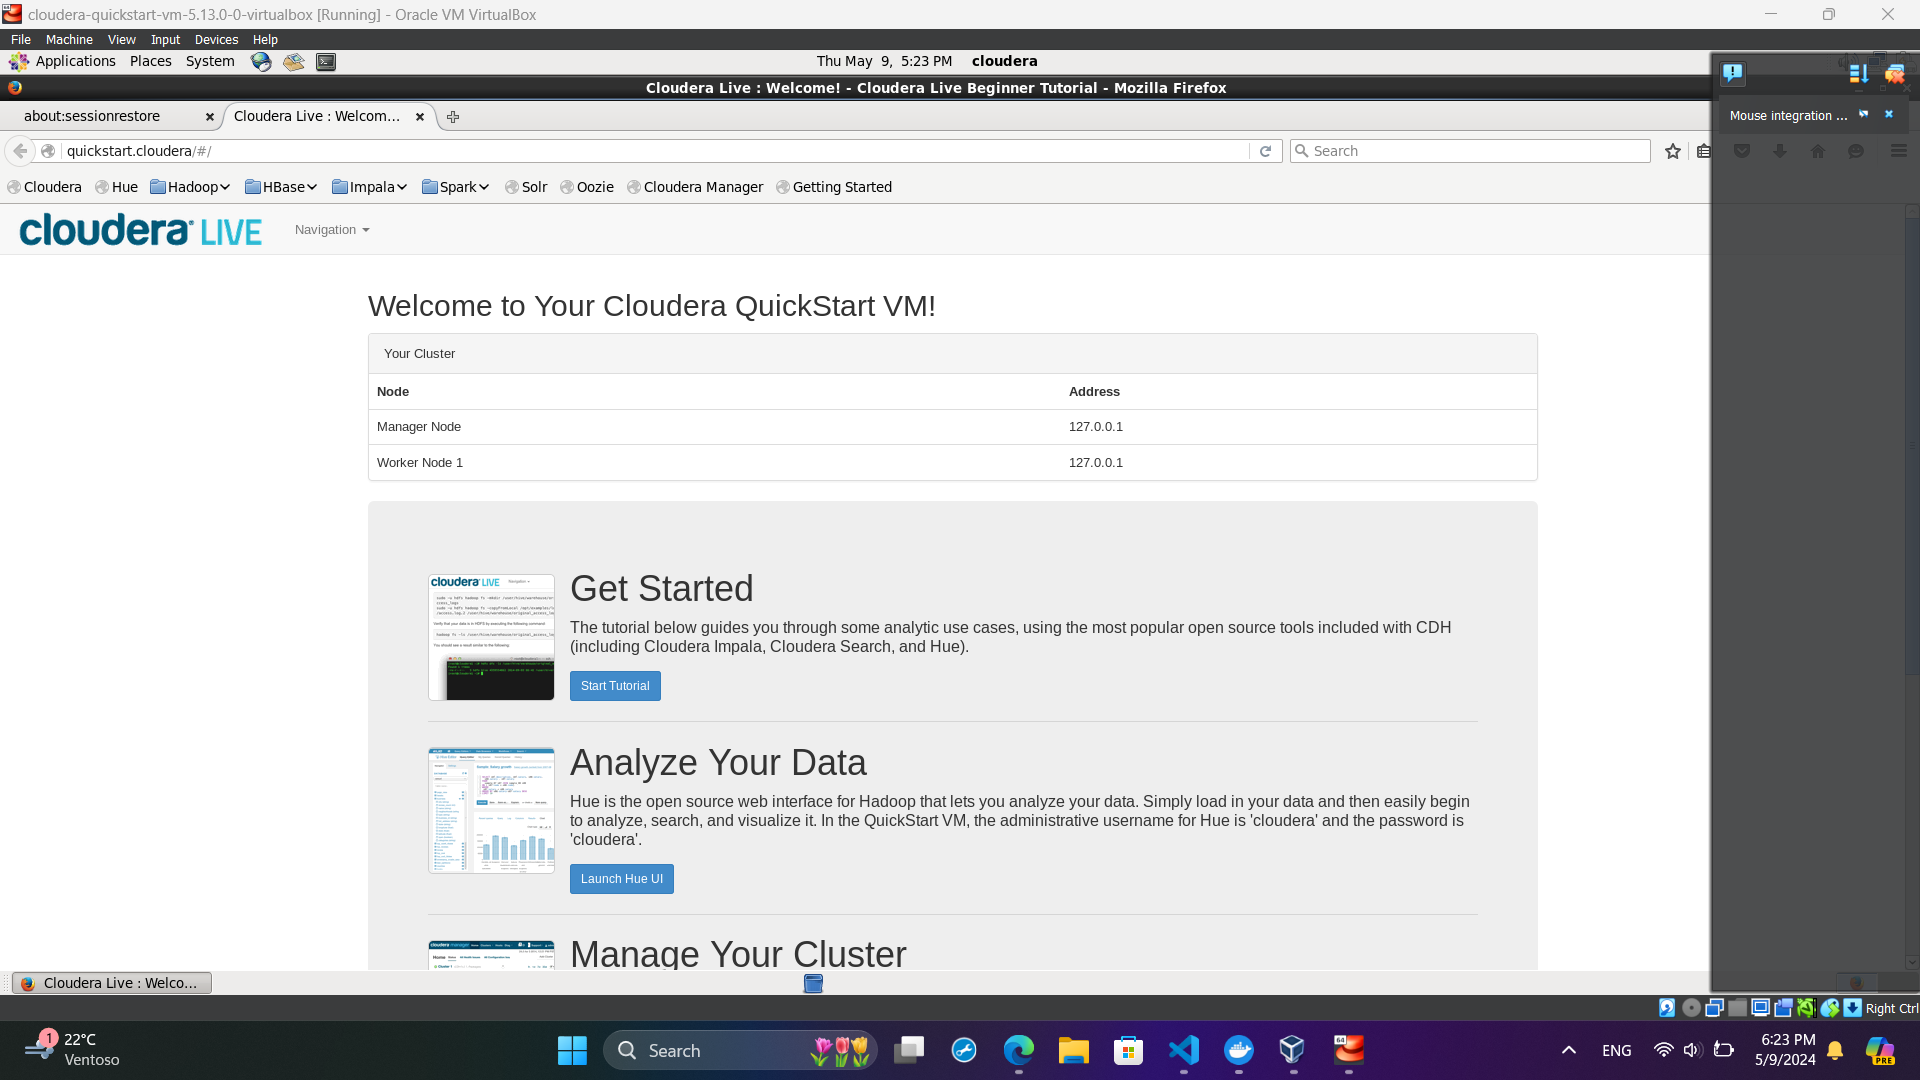 cloudera-quickstart-vm-5.13.0-0-virtualbox [Running] - Oracle VM VirtualBox
File Machine View Input Devices Help
Applications Places System Thu May 9, 5:23 PM cloudera
Cloudera Live : Welcome! - Cloudera Live Beginner Tutorial - Mozilla Firefox
about:sessionrestore Cloudera Live : Welcom...
Mouse integration ...
quickstart.cloudera/#/ Search
Cloudera Hue Hadoop HBase Impala Spark Solr Oozie Cloudera Manager Getting Started
cloudera LIVE Navigation
Welcome to Your Cloudera QuickStart VM!
Your Cluster
Node Address
Manager Node 127.0.0.1
Worker Node 1 127.0.0.1
cloudera LIVE Navigation
Get Started
The tutorial below guides you through some analytic use cases, using the most popular open source tools included with CDH
(including Cloudera Impala, Cloudera Search, and Hue).
Start Tutorial
Analyze Your Data
Hue is the open source web interface for Hadoop that lets you analyze your data. Simply load in your data and then easily begin
to analyze, search, and visualize it. In the QuickStart VM, the administrative username for Hue is 'cloudera' and the password is
'cloudera'.
Launch Hue UI
Manage Your Cluster
Cloudera Live : Welco...
Right Ctrl
1 22°C
Ventoso
Search
64
ENG
6:23 PM
5/9/2024
PRE